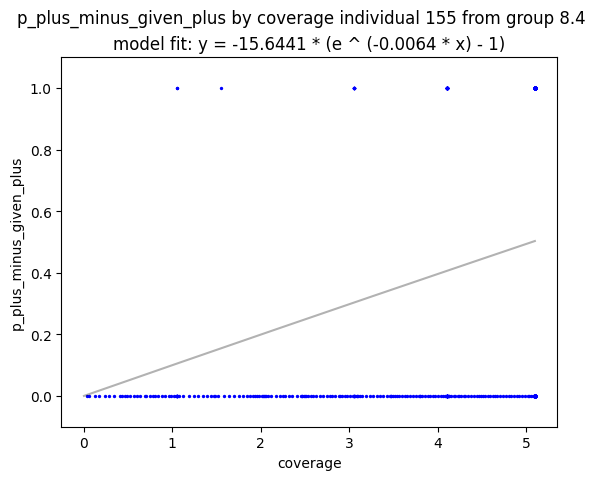 p_plus_minus_given_plus by coverage individual 155 from group 8.4
model fit: y = -15.6441 * (e ^ (-0.0064 * x) - 1)
1.0
0.8
0.6
0.4
0.2
0.0
p_plus_minus_given_plus
0 1 2 3 4 5
coverage